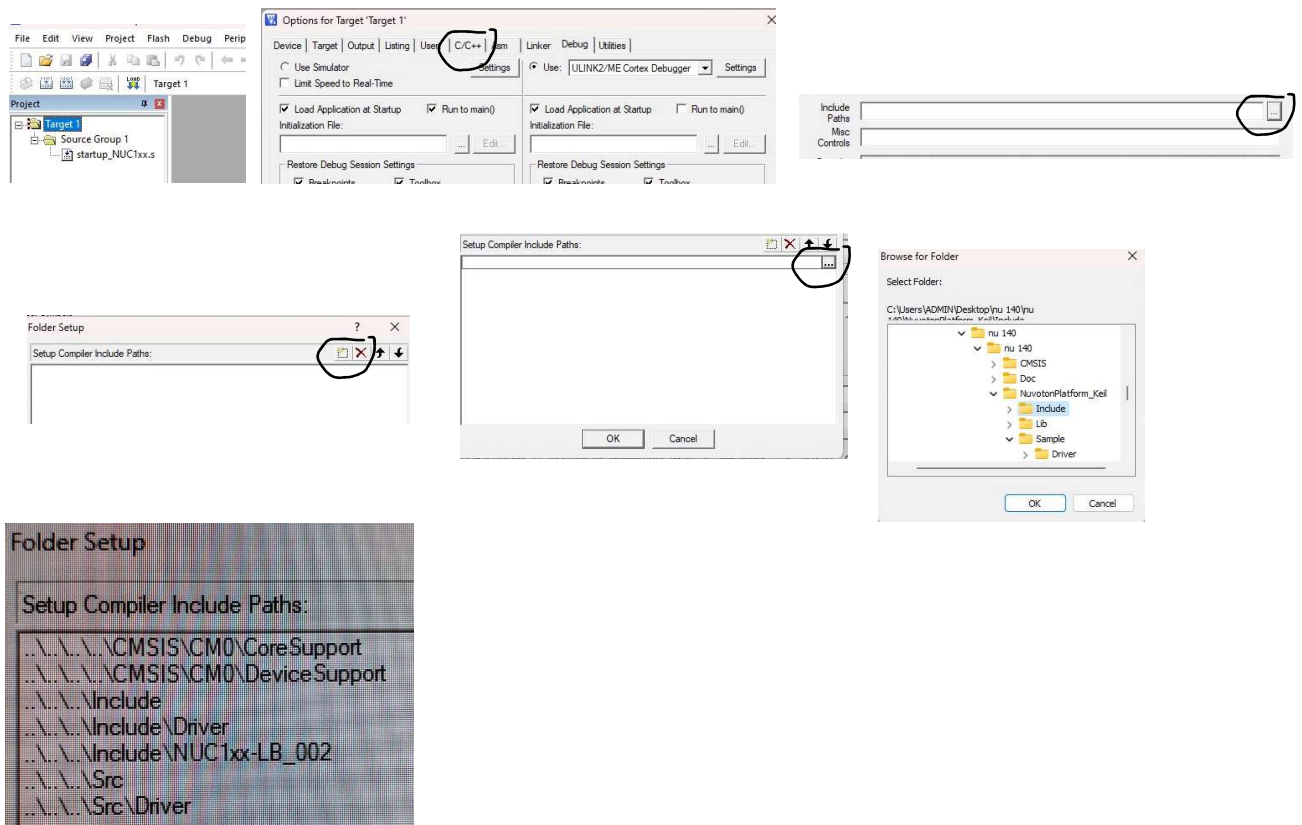 File Edit View Project Flash Debug Perip
LOAD Target 1
Project
Target 1
Source Group 1
startup_NUC1xx.s
Options for Target 'Target 1'
Device Target Output Listing User C/C++ Asm Linker Debug Utilities
Use Simulator Settings Use: ULINK2/ME Cortex Debugger Settings
Limit Speed to Real-Time
Load Application at Startup Run to main() Load Application at Startup Run to main()
Initialization File: Initialization File:
... Edit... ... Edit...
Restore Debug Session Settings Restore Debug Session Settings
Breakpoints Toolbox Breakpoints Toolbox
Include
Paths ...
Misc
Controls
Folder Setup ? X
Setup Compiler Include Paths:
Setup Compiler Include Paths:
...
OK Cancel
Browse for Folder
Select Folder:
C:\Users\ADMIN\Desktop\nu 140\nu
140\NuvotonPlatform_Keil\Include
nu 140
nu 140
CMSIS
Doc
NuvotonPlatform_Keil
Include
Lib
Sample
Driver
OK Cancel
Folder Setup
Setup Compiler Include Paths:
..\..\..\..\CMSIS\CM0\CoreSupport
..\..\..\..\CMSIS\CM0\DeviceSupport
..\..\..\Include
..\..\..\Include\Driver
..\..\..\Include\NUC1xx-LB_002
..\..\..\Src
..\..\..\Src\Driver